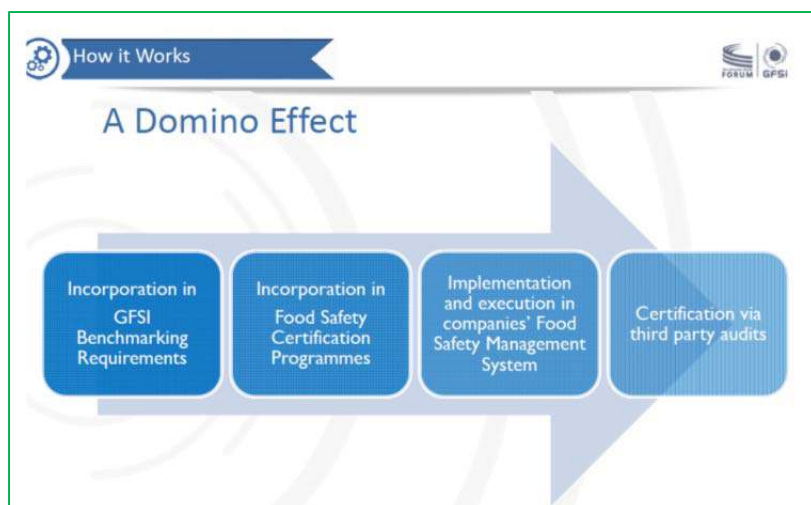 How it Works
FORUM GFSI
A Domino Effect
Incorporation in
GFSI
Benchmarking
Requirements
Incorporation in
Food Safety
Certification
Programmes
Implementation
and execution in
companies' Food
Safety Management
System
Certification via
third party audits